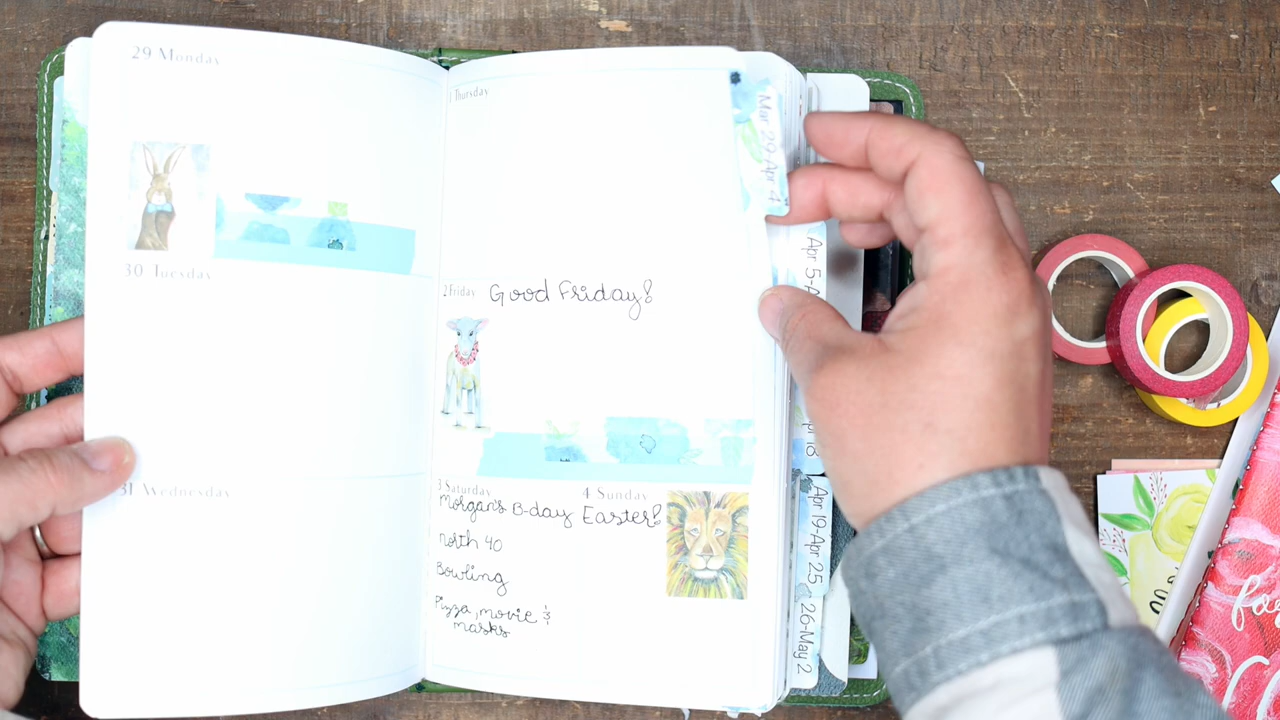 29 Monday
30 Tuesday
31 Wednesday
1 Thursday
2 Friday Good Friday!
3 Saturday
Morgan's B-day
north 40
Bowling
Pizza, movie &
masks
4 Sunday
Easter!
Mar 29-Apr 4
Apr 5-A
pr 18
Apr 19-Apr 25
26-May 2